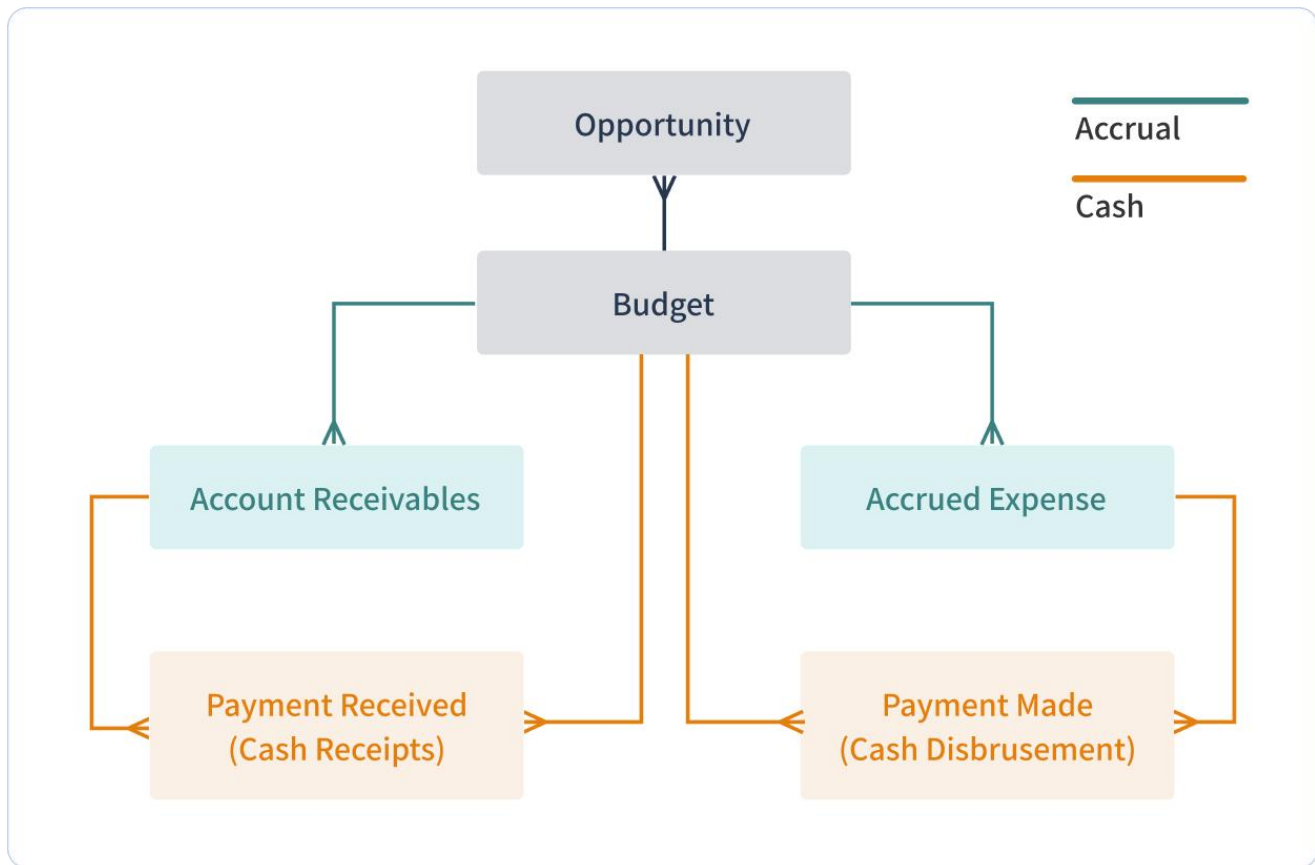 Opportunity
Accrual
Cash
Budget
Account Receivables
Accrued Expense
Payment Received
(Cash Receipts)
Payment Made
(Cash Disbrusement)